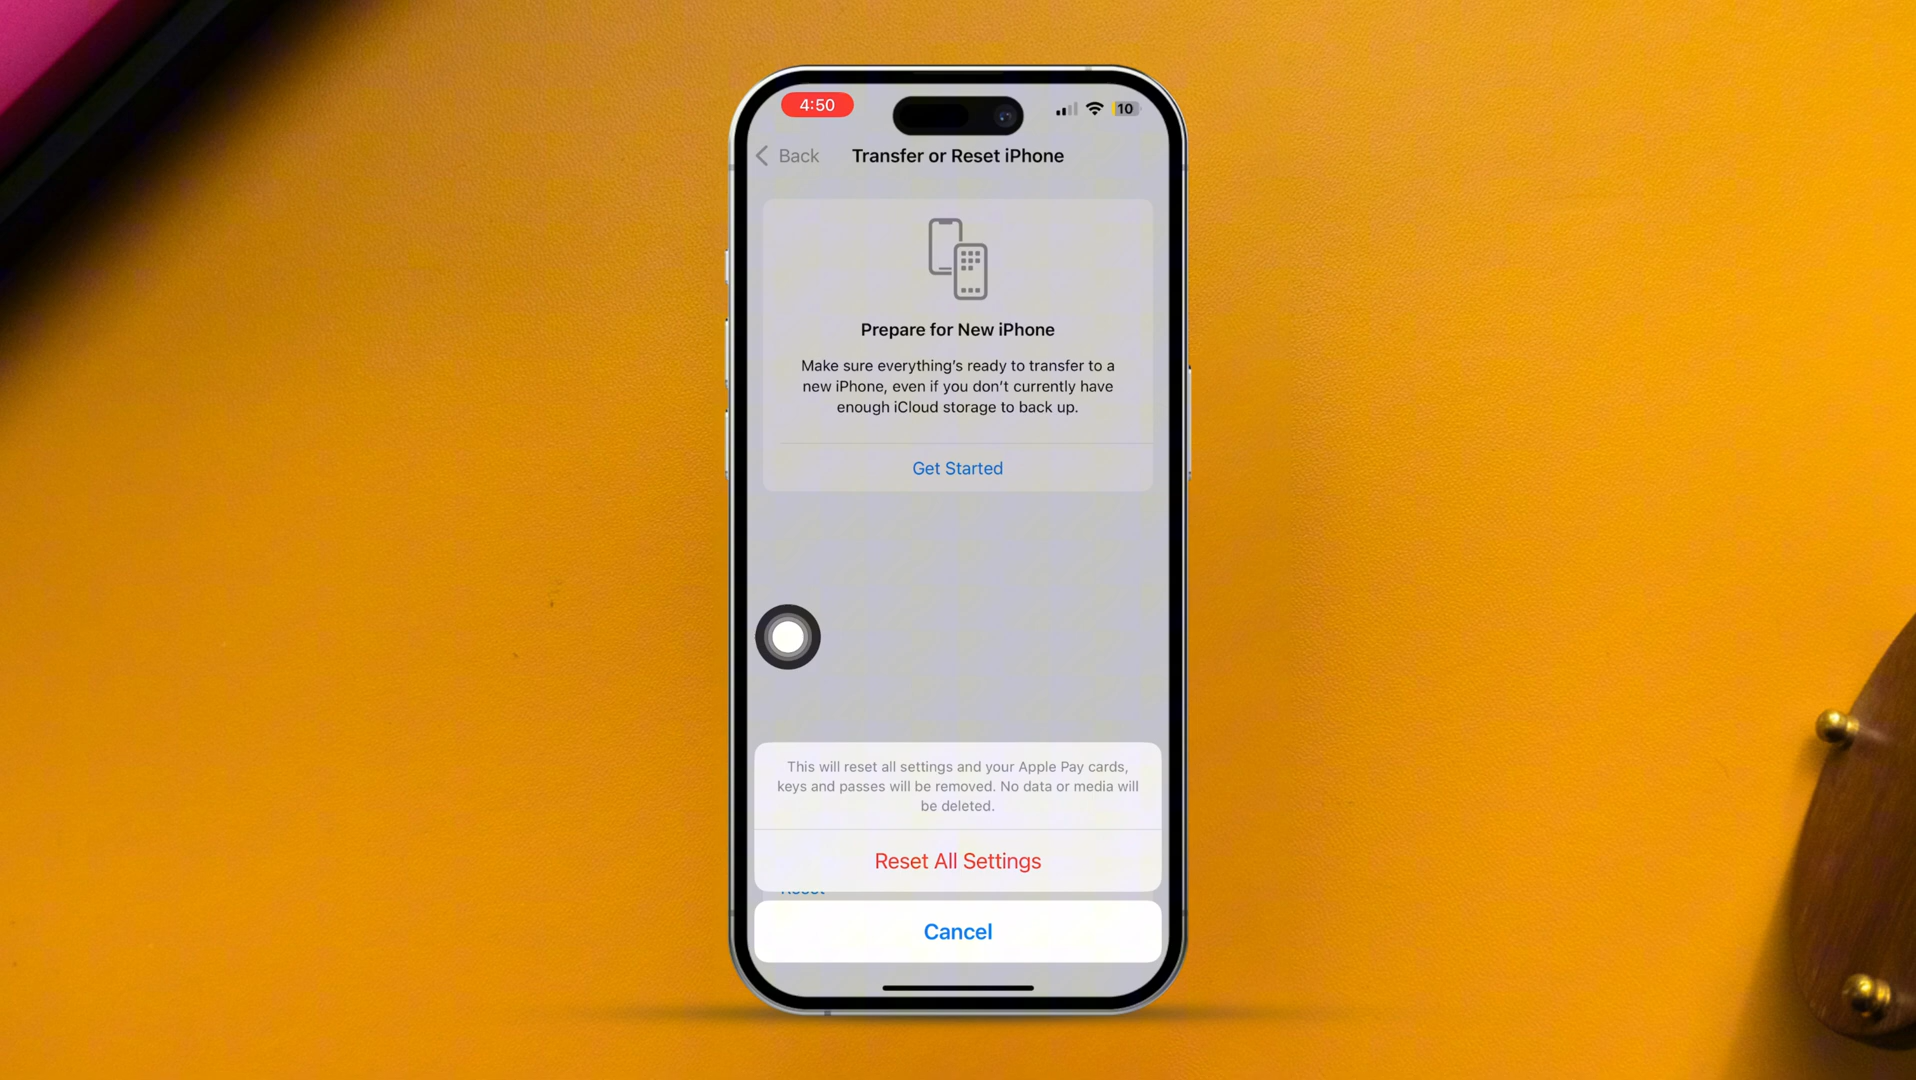 4:50
10
Back
Transfer or Reset iPhone
Prepare for New iPhone
Make sure everything's ready to transfer to a
new iPhone, even if you don't currently have
enough iCloud storage to back up.
Get Started
This will reset all settings and your Apple Pay cards,
keys and passes will be removed. No data or media will
be deleted.
Reset All Settings
Reset
Cancel